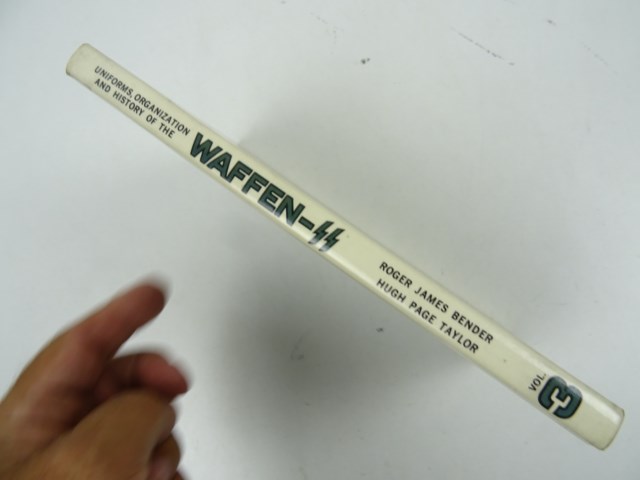 UNIFORMS, ORGANIZATION
AND HISTORY OF THE
WAFFEN-SS
ROGER JAMES BENDER
HUGH PAGE TAYLOR
VOL.
3